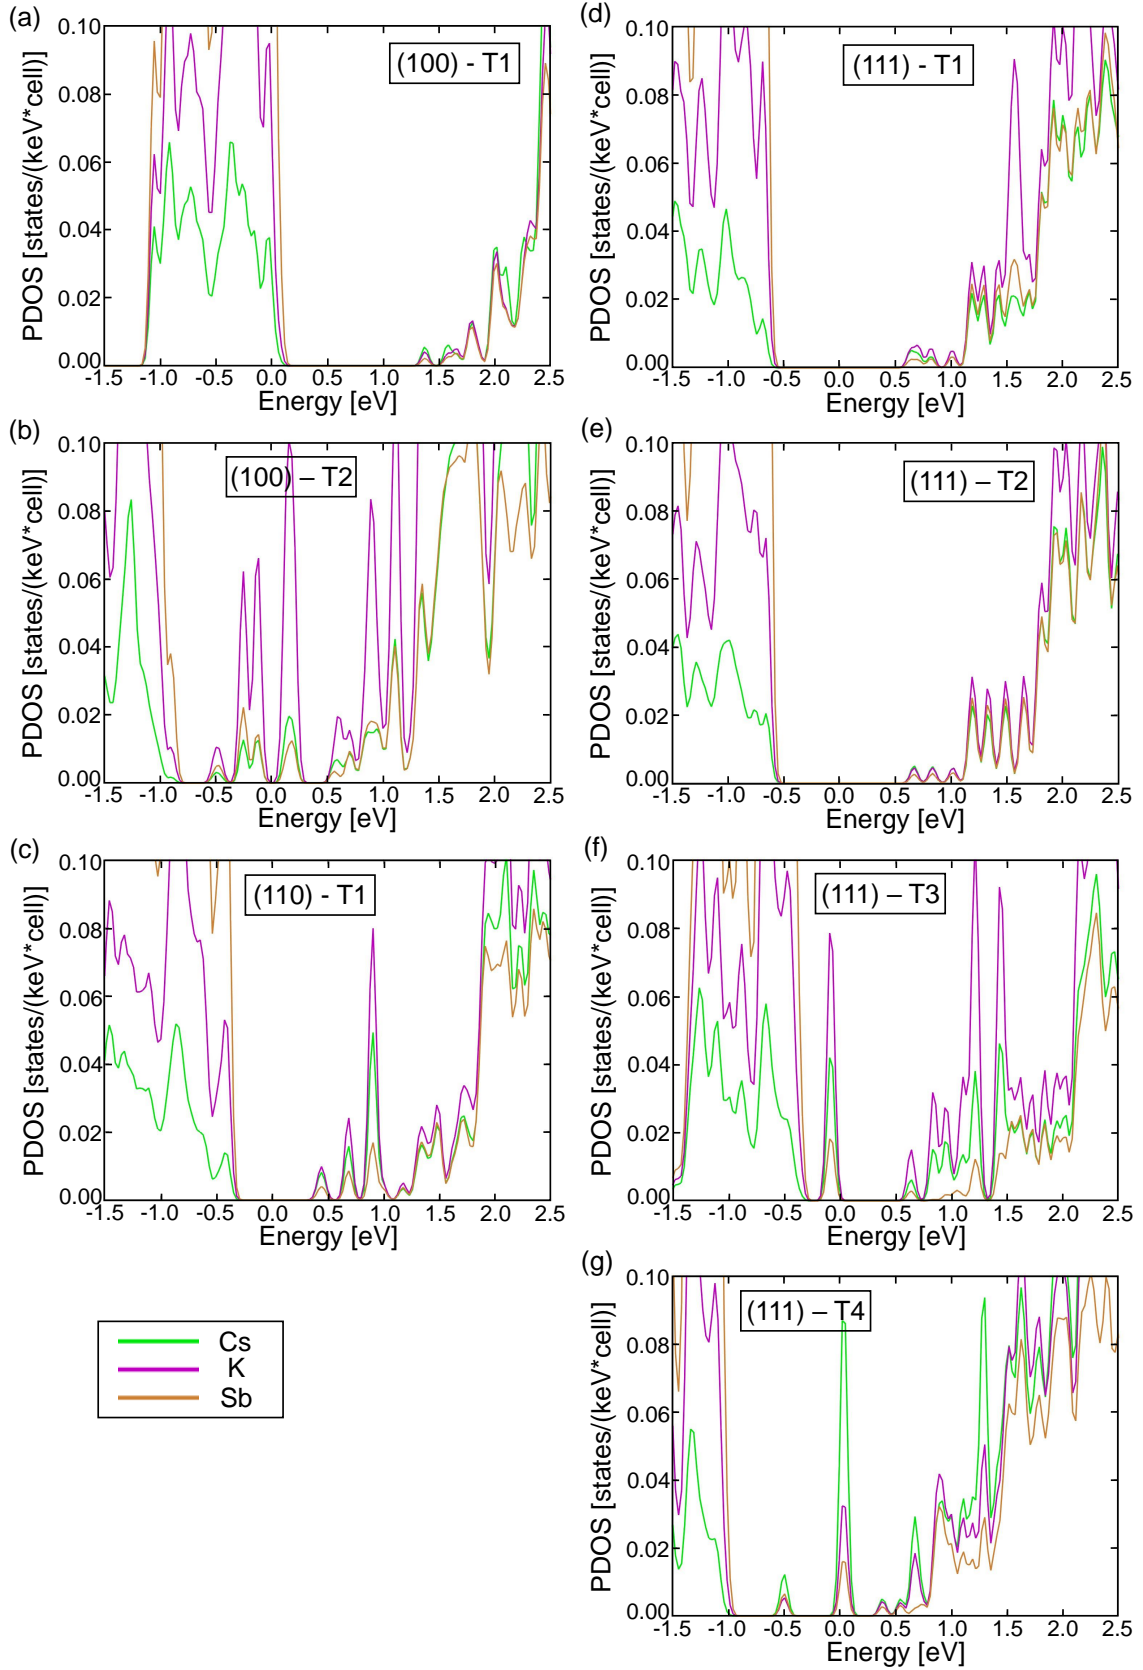 (a)
(100) - T1
PDOS [states/(keV*cell)]
0.10
0.08
0.06
0.04
0.02
0.00
-1.5 -1.0 -0.5 0.0 0.5 1.0 1.5 2.0 2.5
Energy [eV]
(d)
(111) - T1
PDOS [states/(keV*cell)]
0.10
0.08
0.06
0.04
0.02
0.00
-1.5 -1.0 -0.5 0.0 0.5 1.0 1.5 2.0 2.5
Energy [eV]
(b)
(100) – T2
PDOS [states/(keV*cell)]
0.10
0.08
0.06
0.04
0.02
0.00
-1.5 -1.0 -0.5 0.0 0.5 1.0 1.5 2.0 2.5
Energy [eV]
(e)
(111) – T2
PDOS [states/(keV*cell)]
0.10
0.08
0.06
0.04
0.02
0.00
-1.5 -1.0 -0.5 0.0 0.5 1.0 1.5 2.0 2.5
Energy [eV]
(c)
(110) - T1
PDOS [states/(keV*cell)]
0.10
0.08
0.06
0.04
0.02
0.00
-1.5 -1.0 -0.5 0.0 0.5 1.0 1.5 2.0 2.5
Energy [eV]
(f)
(111) – T3
PDOS [states/(keV*cell)]
0.10
0.08
0.06
0.04
0.02
0.00
-1.5 -1.0 -0.5 0.0 0.5 1.0 1.5 2.0 2.5
Energy [eV]
(g)
(111) – T4
PDOS [states/(keV*cell)]
0.10
0.08
0.06
0.04
0.02
0.00
-1.5 -1.0 -0.5 0.0 0.5 1.0 1.5 2.0 2.5
Energy [eV]
Cs
K
Sb